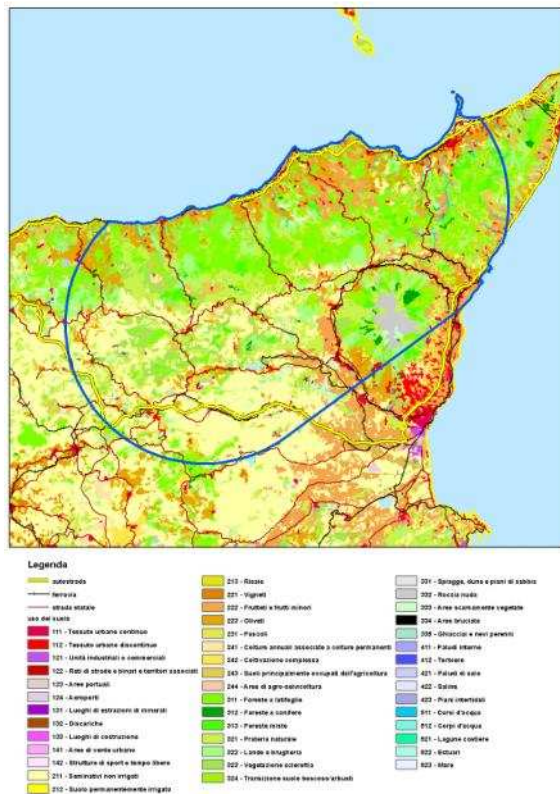 Legenda
autostrada
ferrovia
strada statale
uso del suolo
111 - Tessuto urbano continuo
112 - Tessuto urbano discontinuo
121 - Unità industriali o commerciali
122 - Reti di strade e binari e territori associati
123 - Aree portuali
124 - Aeroporti
131 - Luoghi di estrazioni di minerali
132 - Discariche
133 - Luoghi di costruzione
141 - Aree di verde urbano
142 - Strutture di sport e tempo libero
211 - Seminativi non irrigati
212 - Suolo permanentemente irrigato
213 - Risaie
221 - Vigneti
222 - Frutteti e frutti minori
223 - Oliveti
231 - Pascoli
241 - Colture annuali associate a colture permanenti
242 - Coltivazione complessa
243 - Suoli principalmente occupati dall'agricoltura
244 - Aree di agro-selvicoltura
311 - Foreste a latifoglie
312 - Foreste a conifere
313 - Foreste miste
321 - Prateria naturale
322 - Lande e brughiera
323 - Vegetazione sclerofila
324 - Transizione suolo boscoso/arbusti
331 - Spiagge, dune e piani di sabbia
332 - Roccia nuda
333 - Aree scarsamente vegetate
334 - Aree bruciate
335 - Ghiacciai e nevi perenni
411 - Paludi interne
412 - Torbiere
421 - Paludi di sale
422 - Saline
423 - Piani intertidali
511 - Corsi d'acqua
512 - Corpi d'acqua
521 - Lagune costiere
522 - Estuari
523 - Mare